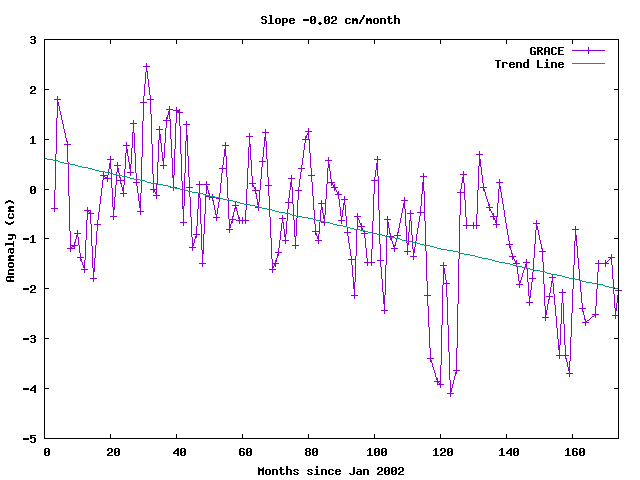 Slope -0.02 cm/month
GRACE
Trend Line
3
2
1
0
-1
-2
-3
-4
-5
Anomaly (cm)
0 20 40 60 80 100 120 140 160
Months since Jan 2002